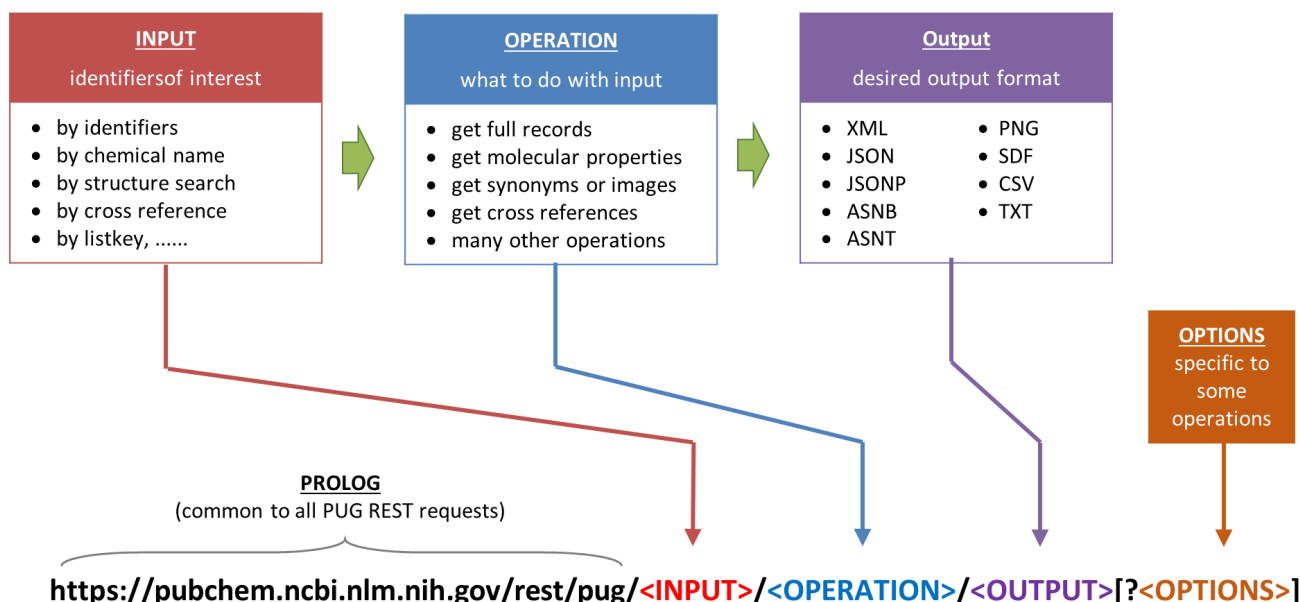 INPUT
identifiersof interest
• by identifiers
• by chemical name
• by structure search
• by cross reference
• by listkey, ......
OPERATION
what to do with input
• get full records
• get molecular properties
• get synonyms or images
• get cross references
• many other operations
Output
desired output format
• XML
• JSON
• JSONP
• ASNB
• ASNT
• PNG
• SDF
• CSV
• TXT
OPTIONS
specific to
some
operations
PROLOG
(common to all PUG REST requests)
https://pubchem.ncbi.nlm.nih.gov/rest/pug/<INPUT>/<OPERATION>/<OUTPUT>[?<OPTIONS>]